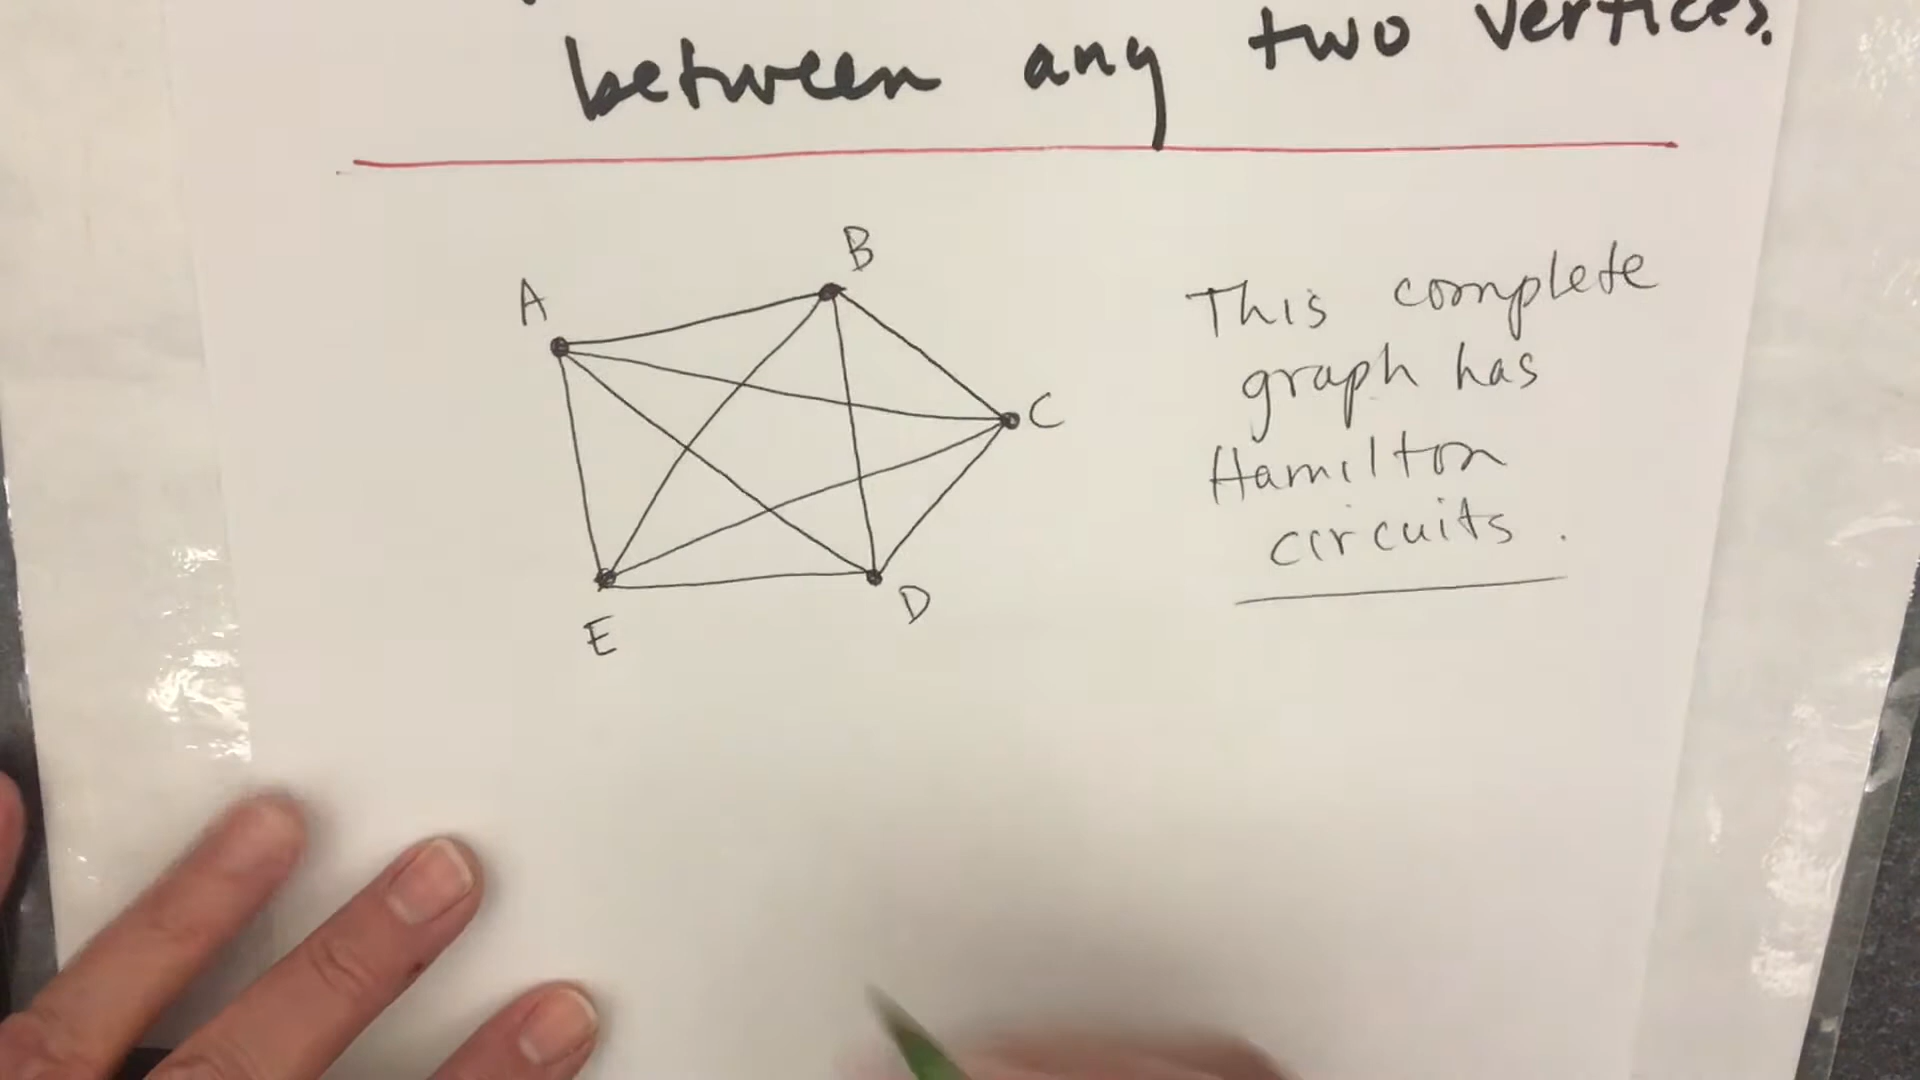 between any two vertices.
A
B
C
D
E
This complete
graph has
Hamilton
circuits.